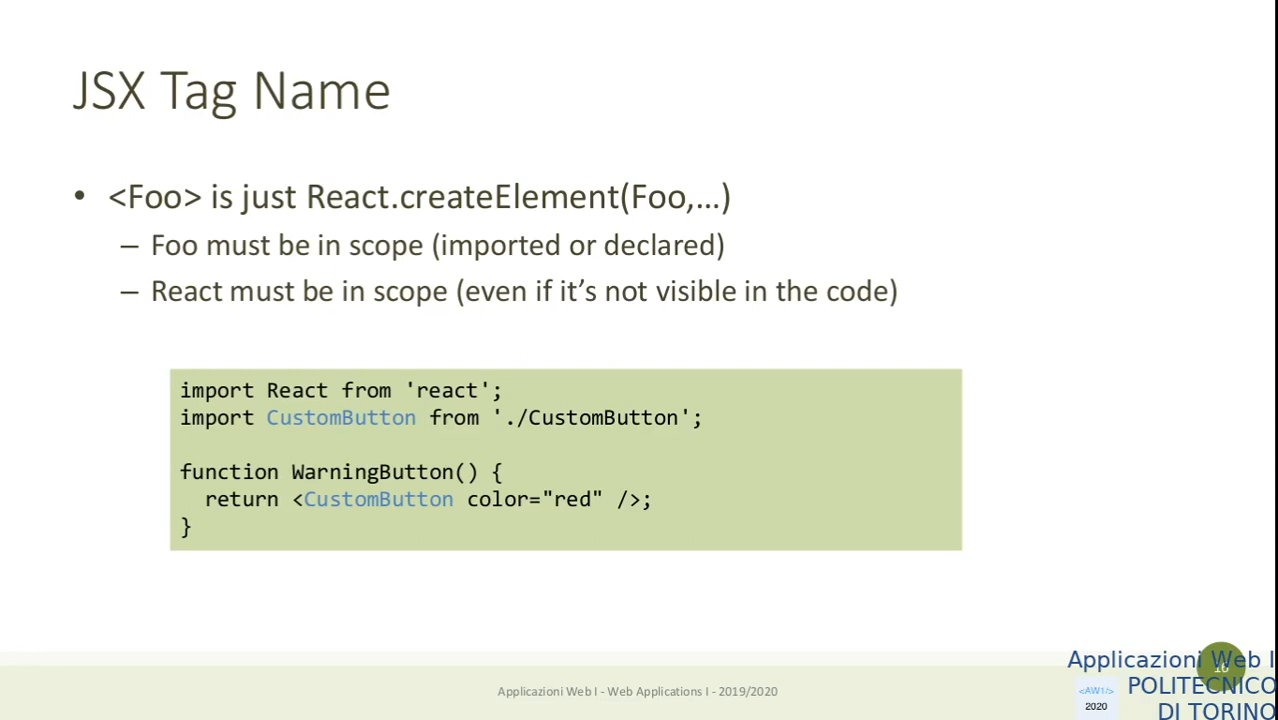 JSX Tag Name
• <Foo> is just React.createElement(Foo,…)
– Foo must be in scope (imported or declared)
– React must be in scope (even if it’s not visible in the code)
import React from 'react';
import CustomButton from './CustomButton';
function WarningButton() {
  return <CustomButton color="red" />;
}
Applicazioni Web I - Web Applications I - 2019/2020
Applicazioni Web I
POLITECNICO
DI TORINO
<AW1/>
2020